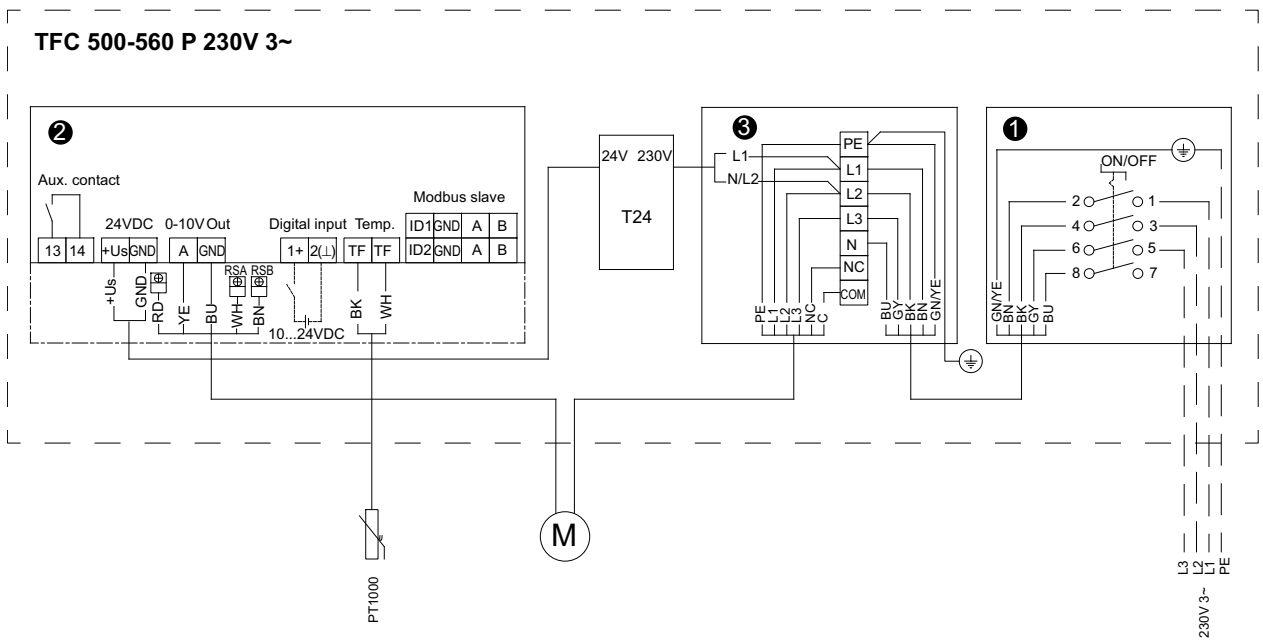 TFC 500-560 P 230V 3~
2
Aux. contact
13 14
24VDC
+Us GND
0-10V Out
A GND
Digital input
1+ 2(⊥)
Temp.
TF TF
Modbus slave
ID1 GND A B
ID2 GND A B
+Us
GND
RD
YE
BU
RSA
WH
RSB
BN
10...24VDC
BK
WH
24V 230V
T24
3
L1
N/L2
PE
L1
L2
L3
N
NC
COM
PE
L1
L2
L3
NC
C
BU
GY
BK
BN
GN/YE
1
ON/OFF
2 1
4 3
6 5
8 7
GN/YE
BN
BK
GY
BU
PT1000
M
L3
L2
L1
PE
230V 3~